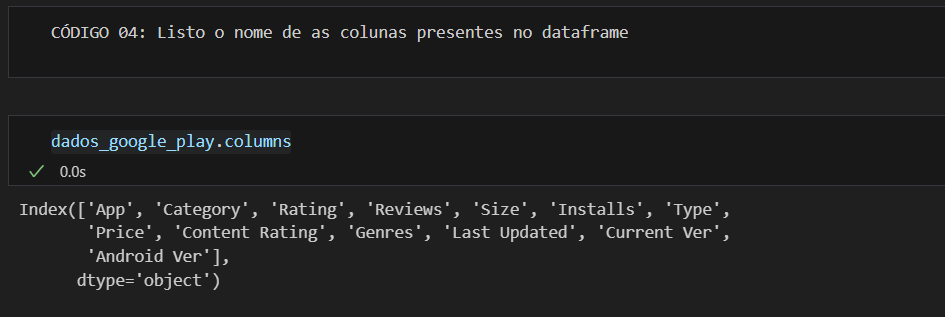 CÓDIGO 04: Listo o nome de as colunas presentes no dataframe
dados_google_play.columns
0.0s
Index(['App', 'Category', 'Rating', 'Reviews', 'Size', 'Installs', 'Type',
'Price', 'Content Rating', 'Genres', 'Last Updated', 'Current Ver',
'Android Ver'],
dtype='object')